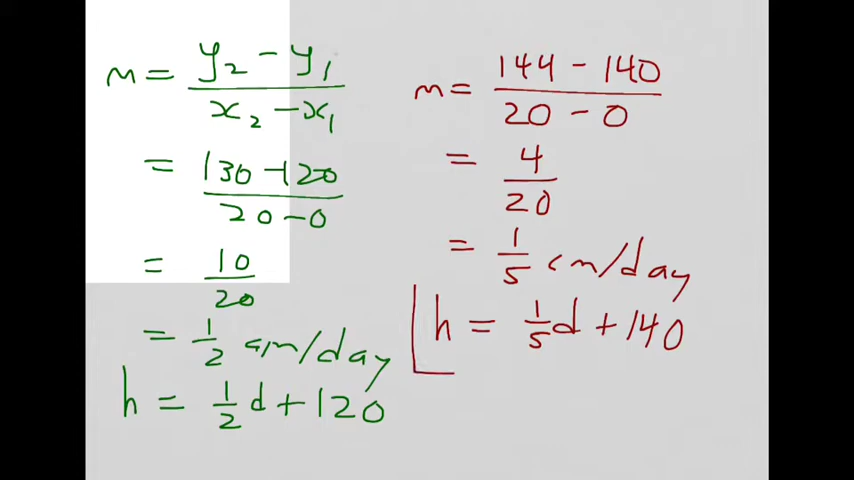 m = y₂ - y₁ / x₂ - x₁
= 130 - 120 / 20 - 0
= 10 / 20
= 1/2 cm/day
h = 1/2 d + 120
m = 144 - 140 / 20 - 0
= 4 / 20
= 1/5 cm/day
h = 1/5 d + 140